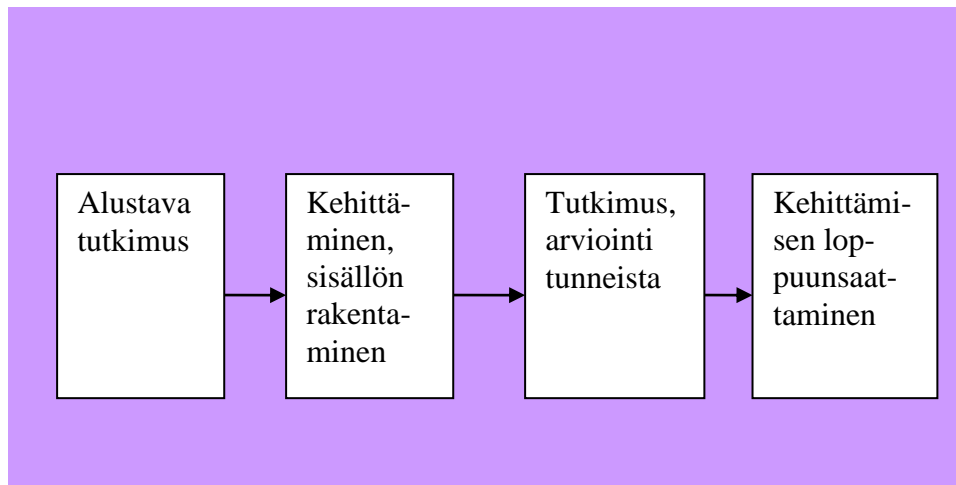 Alustava
tutkimus
Kehittä-
minen,
sisällön
rakenta-
minen
Tutkimus,
arviointi
tunneista
Kehittämi-
sen lop-
puunsaat-
taminen